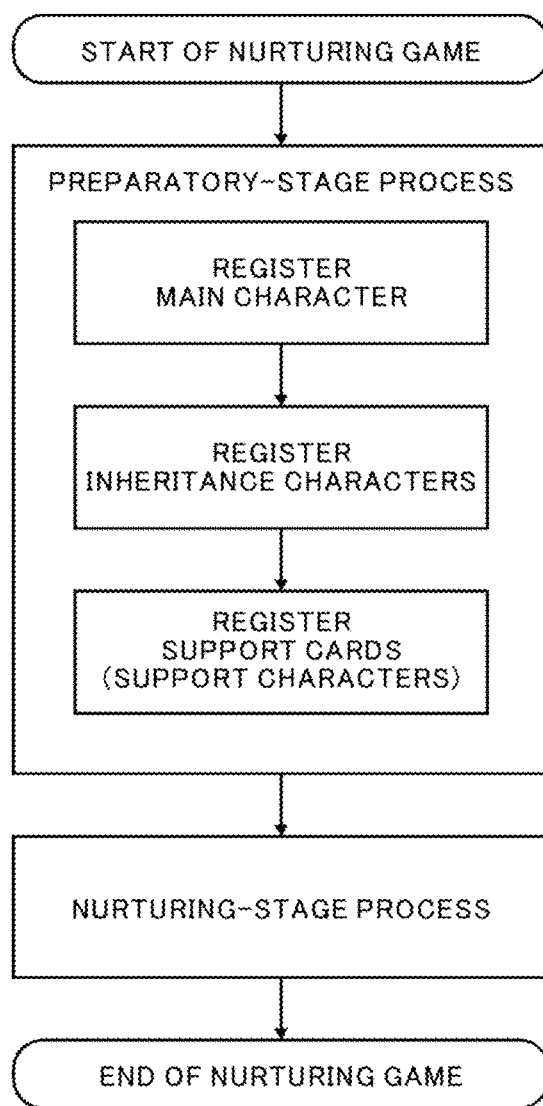 START OF NURTURING GAME
PREPARATORY-STAGE PROCESS
REGISTER
MAIN CHARACTER
REGISTER
INHERITANCE CHARACTERS
REGISTER
SUPPORT CARDS
(SUPPORT CHARACTERS)
NURTURING-STAGE PROCESS
END OF NURTURING GAME